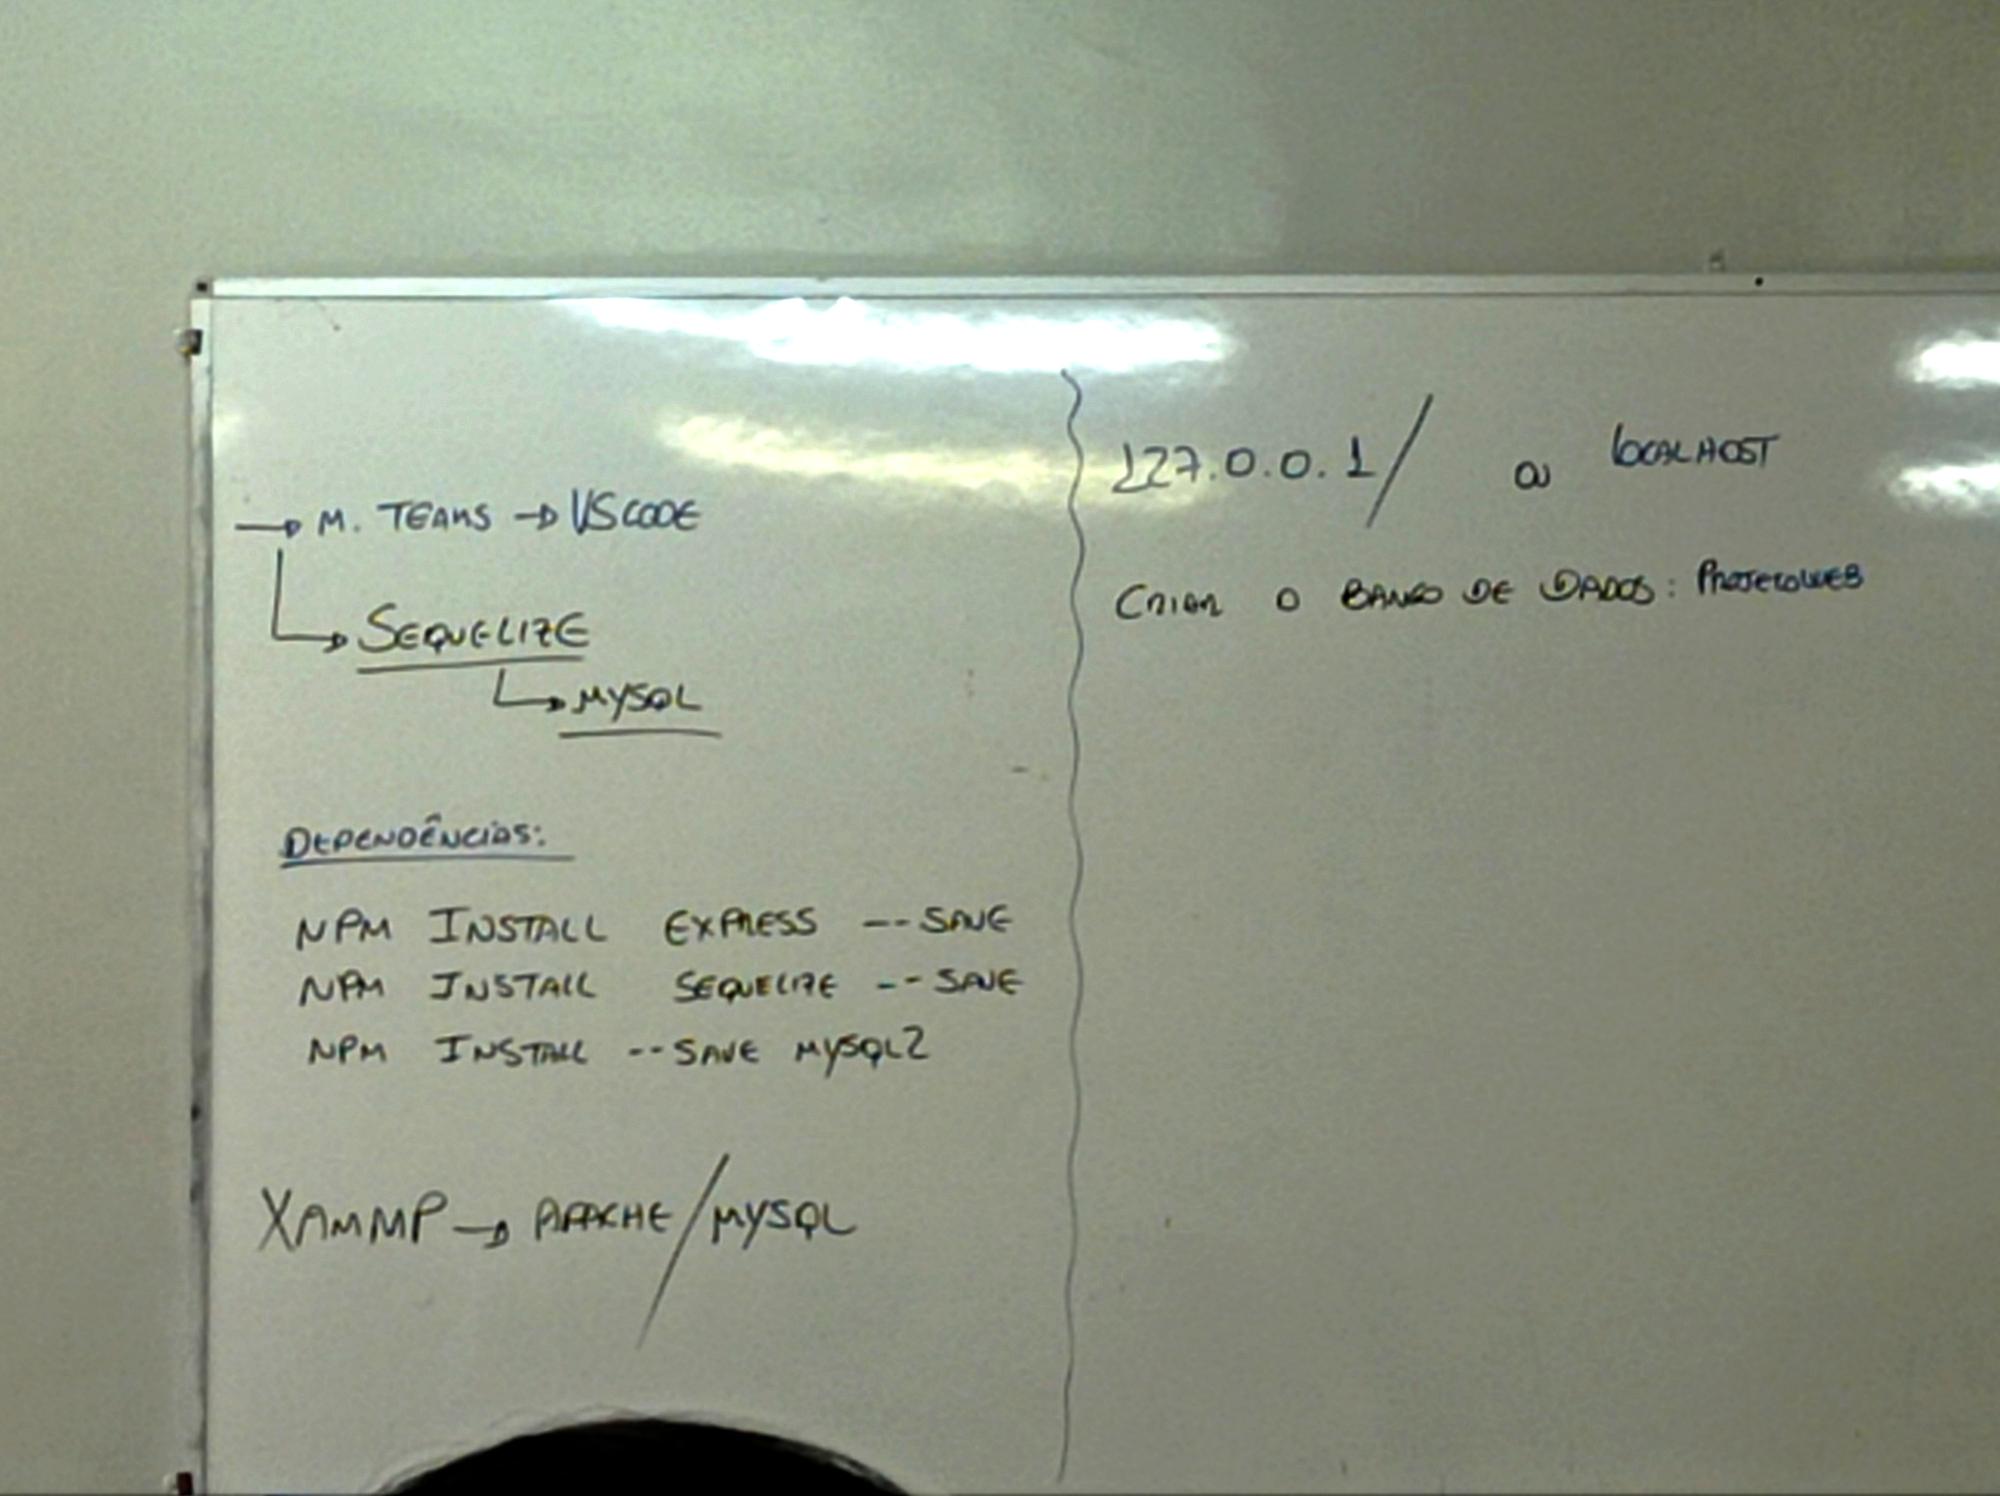 → M. TEAMS → VSCODE
→ SEQUELIZE
→ MYSQL
DEPENDÊNCIAS:
NPM INSTALL EXPRESS --SAVE
NPM INSTALL SEQUELIZE --SAVE
NPM INSTALL --SAVE MYSQL2
XAMMP → APACHE/MYSQL
127.0.0.1/ OU LOCALHOST
CRIAR O BANCO DE DADOS: PROJETOWEB